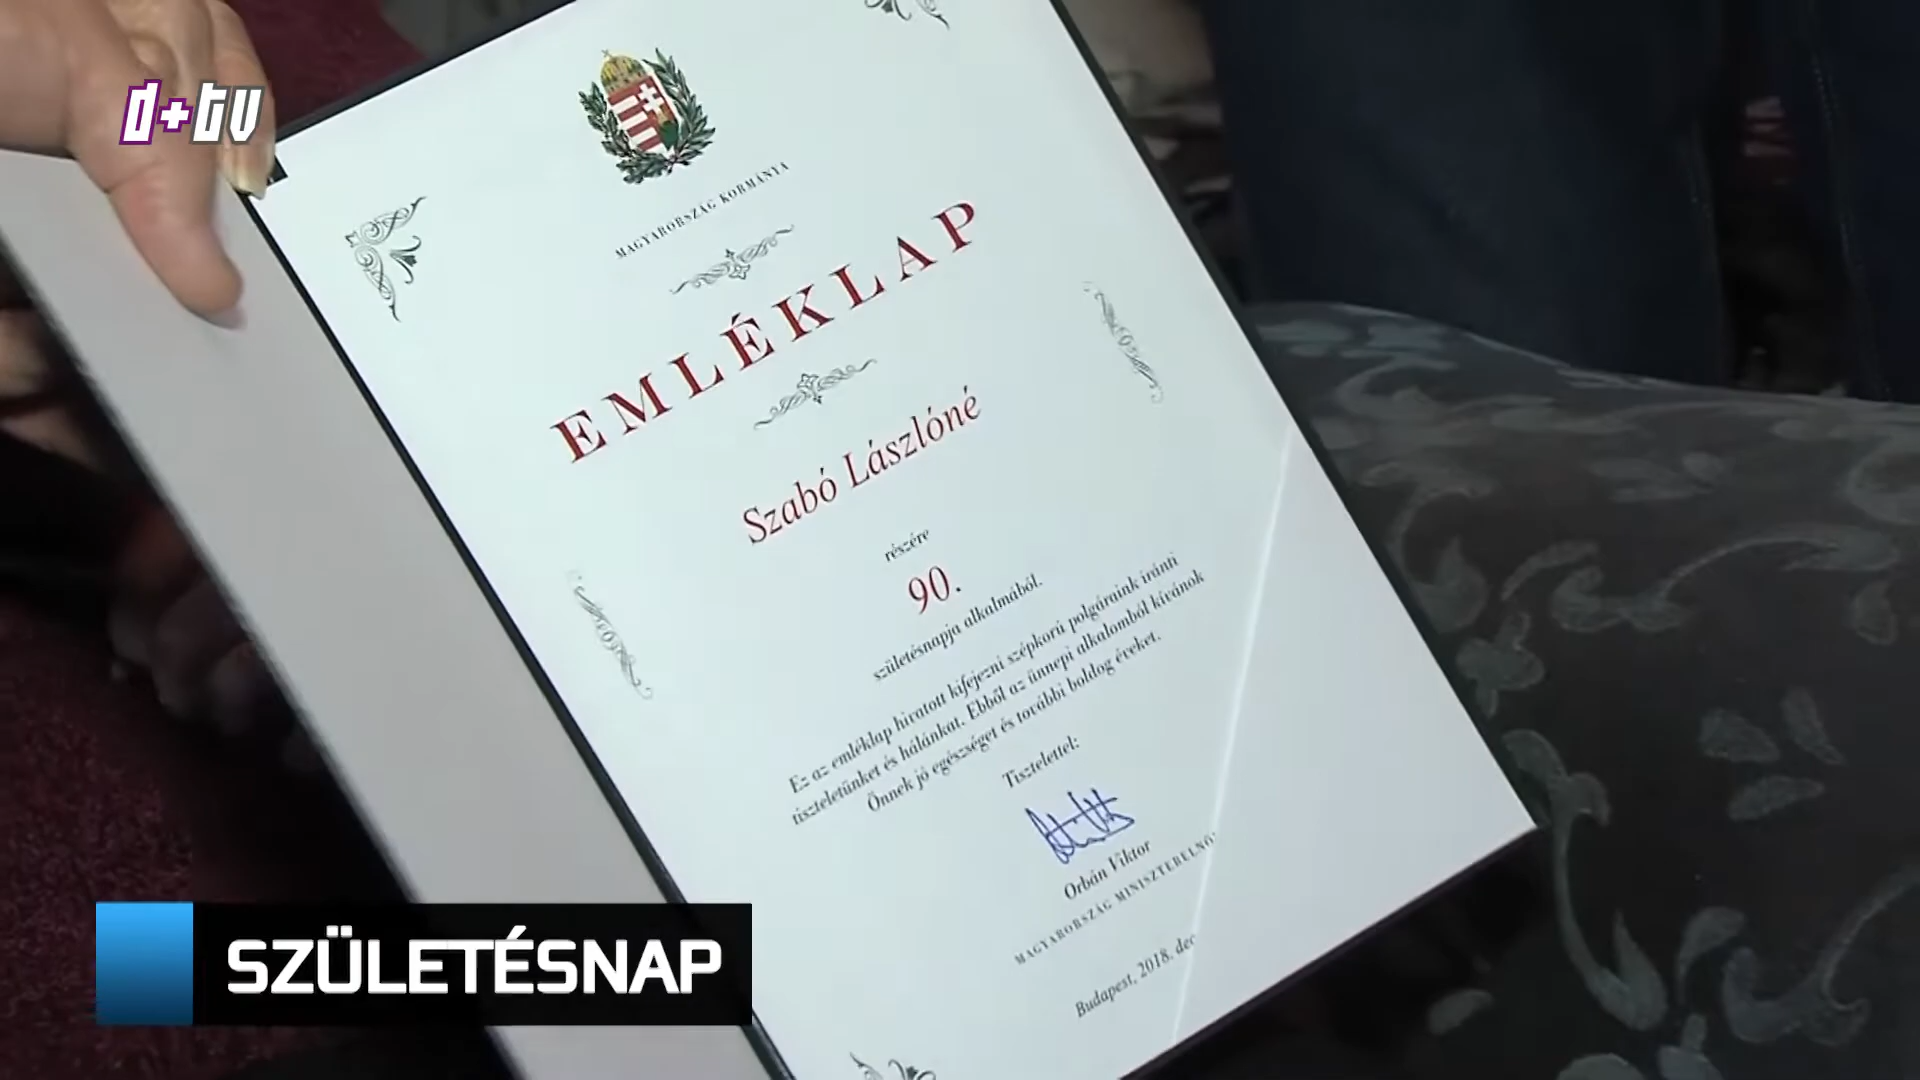 d+tv
MAGYARORSZÁG KORMÁNYA
EMLÉKLAP
Szabó Lászlóné
részére
90.
születésnapja alkalmából.
Ez az emléklap hivatott kifejezni szépkorú polgáraink iránti
tiszteletünket és hálánkat. Ebből az ünnepi alkalomból kívánok
Önnek jó egészséget és további boldog éveket.
Tisztelettel:
Orbán Viktor
MAGYARORSZÁG MINISZTERELNÖ
Budapest, 2018. dec
SZÜLETÉSNAP